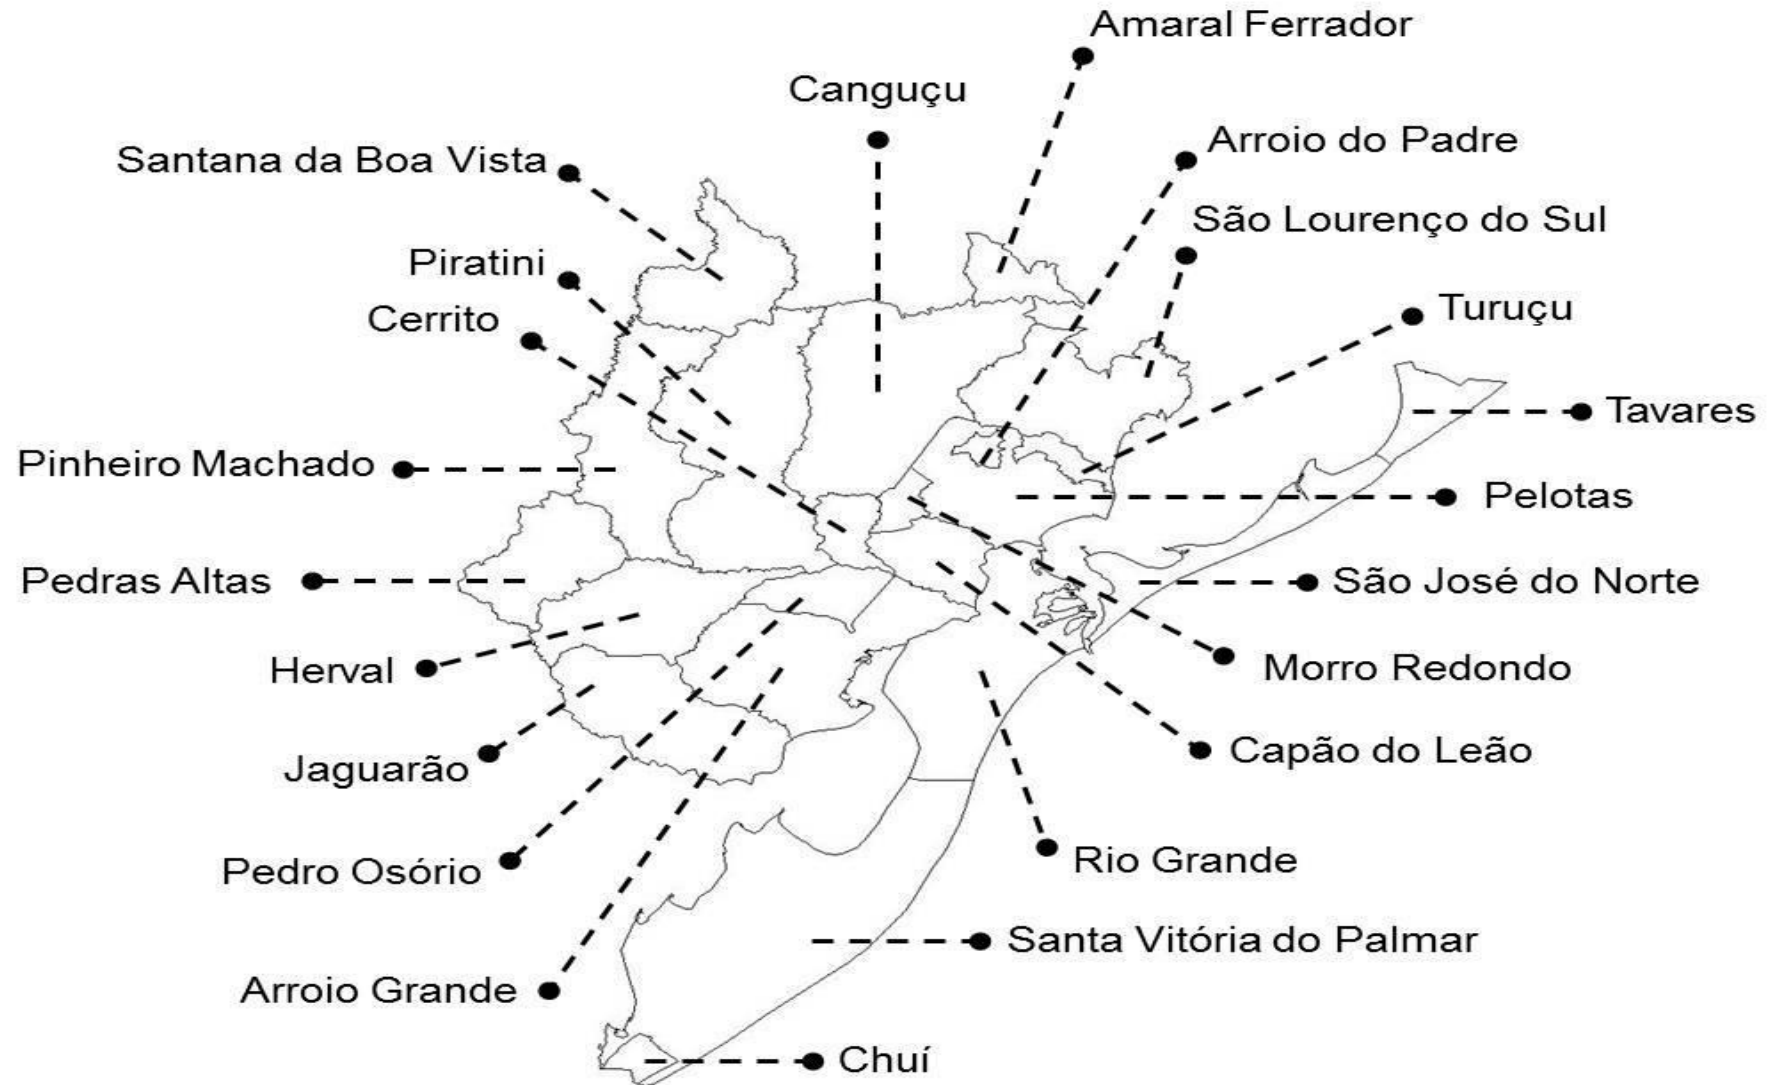 Amaral Ferrador
Canguçu
Arroio do Padre
Santana da Boa Vista
São Lourenço do Sul
Piratini
Turuçu
Cerrito
Tavares
Pinheiro Machado
Pelotas
Pedras Altas
São José do Norte
Herval
Morro Redondo
Jaguarão
Capão do Leão
Rio Grande
Pedro Osório
Santa Vitória do Palmar
Arroio Grande
Chuí